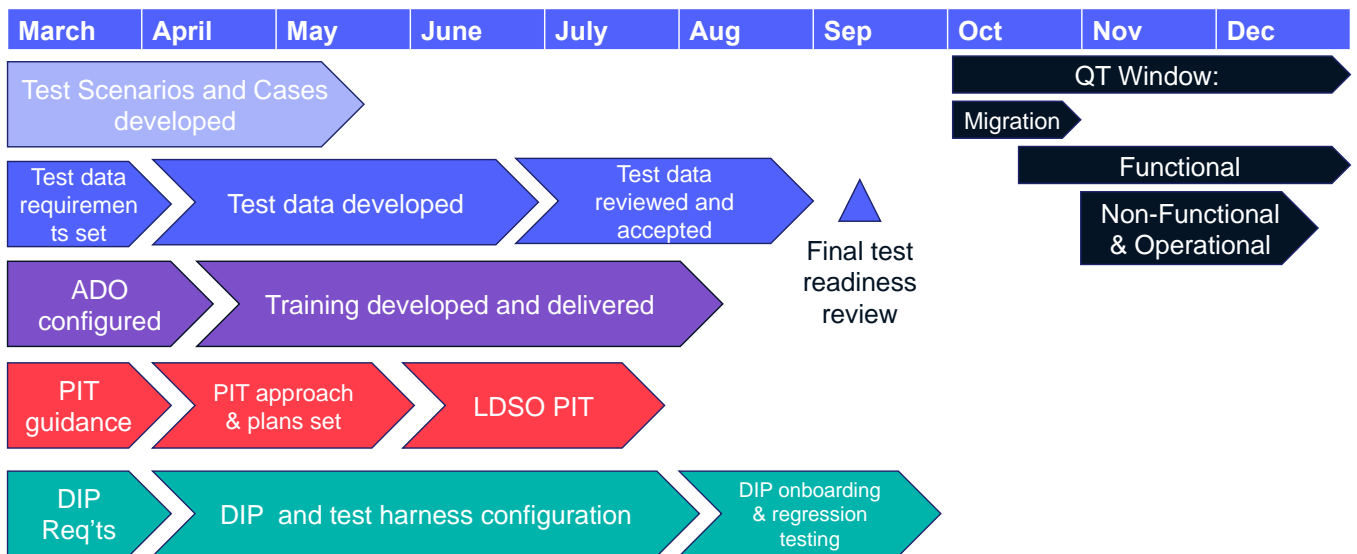 March April May June July Aug Sep Oct Nov Dec
Test Scenarios and Cases
developed
QT Window:
Migration
Functional
Non-Functional
& Operational
Test data
requiremen
ts set
Test data developed
Test data
reviewed and
accepted
Final test
readiness
review
ADO
configured
Training developed and delivered
PIT
guidance
PIT approach
& plans set
LDSO PIT
DIP
Req'ts
DIP and test harness configuration
DIP onboarding
& regression
testing